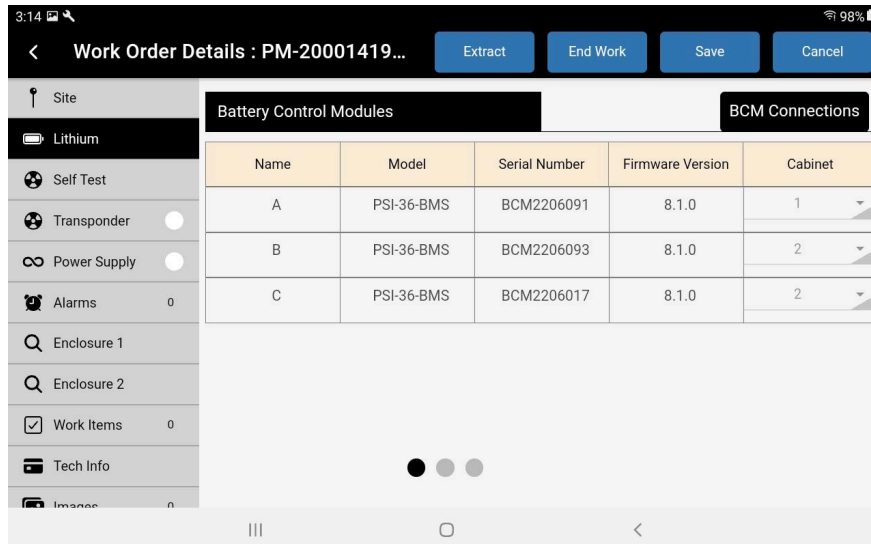 3:14 98%
Work Order Details : PM-20001419... Extract End Work Save Cancel
Site
Lithium
Self Test
Transponder
Power Supply
Alarms 0
Enclosure 1
Enclosure 2
Work Items 0
Tech Info
Images 0
Battery Control Modules BCM Connections
Name Model Serial Number Firmware Version Cabinet
A PSI-36-BMS BCM2206091 8.1.0 1
B PSI-36-BMS BCM2206093 8.1.0 2
C PSI-36-BMS BCM2206017 8.1.0 2